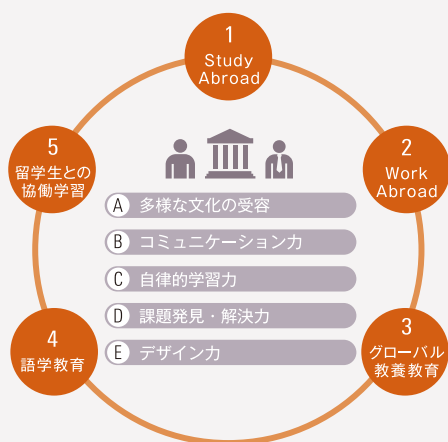 1
Study
Abroad
2
Work
Abroad
3
グローバル
教養教育
4
語学教育
5
留学生との
協働学習
A 多様な文化の受容
B コミュニケーション力
C 自律的学習力
D 課題発見・解決力
E デザイン力